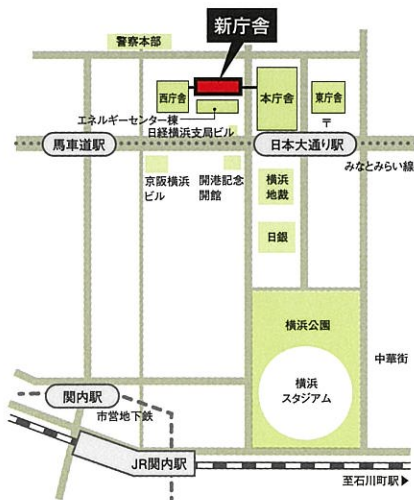 新庁舎
警察本部
西庁舎
本庁舎
東庁舎
エネルギーセンター棟
〒
日経横浜支局ビル
馬車道駅
日本大通り駅
みなとみらい線
京阪横浜
ビル
開港記念
開館
横浜
地裁
日銀
横浜公園
中華街
横浜
スタジアム
関内駅
市営地下鉄
JR関内駅
至石川町駅▶